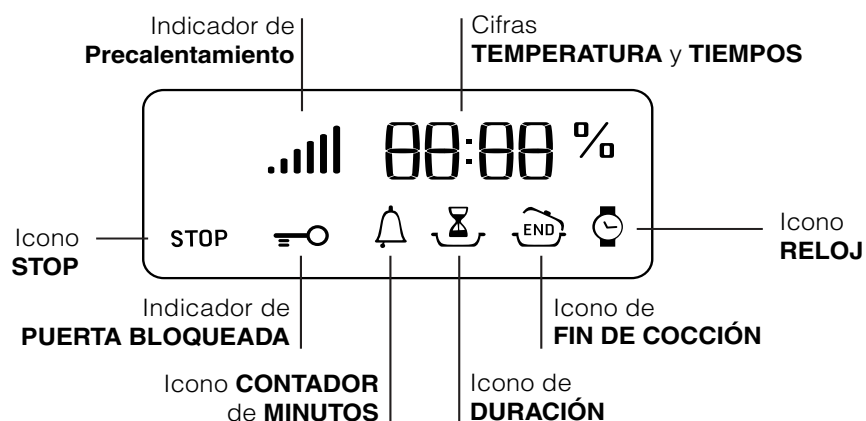 Indicador de
Precalentamiento
Cifras
TEMPERATURA y TIEMPOS
88:88 %
STOP
END
Icono
STOP
Icono
RELOJ
Indicador de
PUERTA BLOQUEADA
Icono de
FIN DE COCCIÓN
Icono CONTADOR
de MINUTOS
Icono de
DURACIÓN